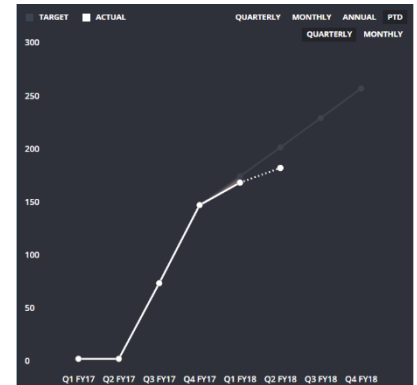 TARGET ACTUAL QUARTERLY MONTHLY ANNUAL PTD
QUARTERLY MONTHLY
300
250
200
150
100
50
0
Q1 FY17 Q2 FY17 Q3 FY17 Q4 FY17 Q1 FY18 Q2 FY18 Q3 FY18 Q4 FY18